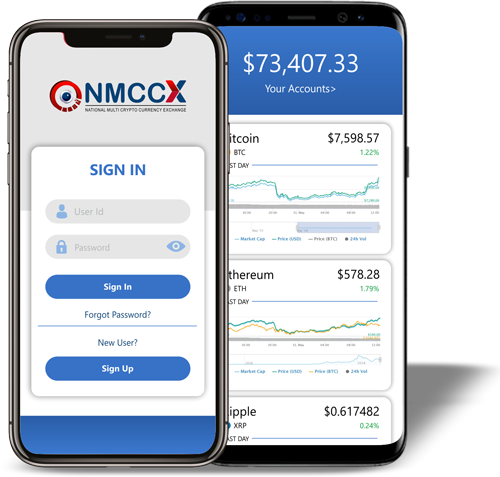 NMCCX
NATIONAL MULTI CRYPTO CURRENCY EXCHANGE
SIGN IN
User Id
Password
Sign In
Forgot Password?
New User?
Sign Up
$73,407.33
Your Accounts>
itcoin
$7,598.57
BTC
1.22%
ST DAY
Market Cap
Price (USD)
Price (BTC)
24h Vol
thereum
$578.28
ETH
1.79%
AST DAY
Market Cap
Price (USD)
Price (BTC)
24h Vol
ipple
$0.617482
XRP
0.24%
AST DAY